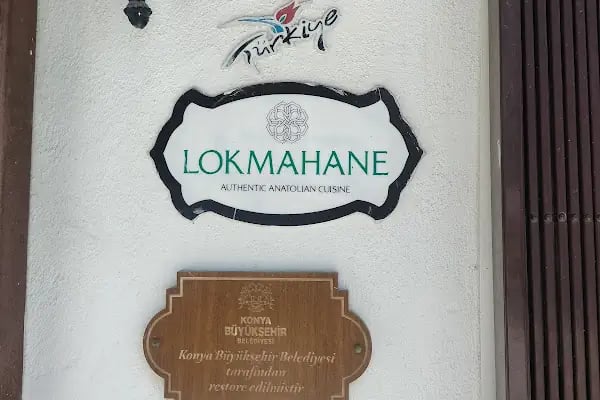 Türkiye
LOKMAHANE
AUTHENTIC ANATOLIAN CUISINE
KONYA
BÜYÜKŞEHİR
BELEDİYESİ
Konya Büyükşehir Belediyesi
tarafından
restore edilmiştir